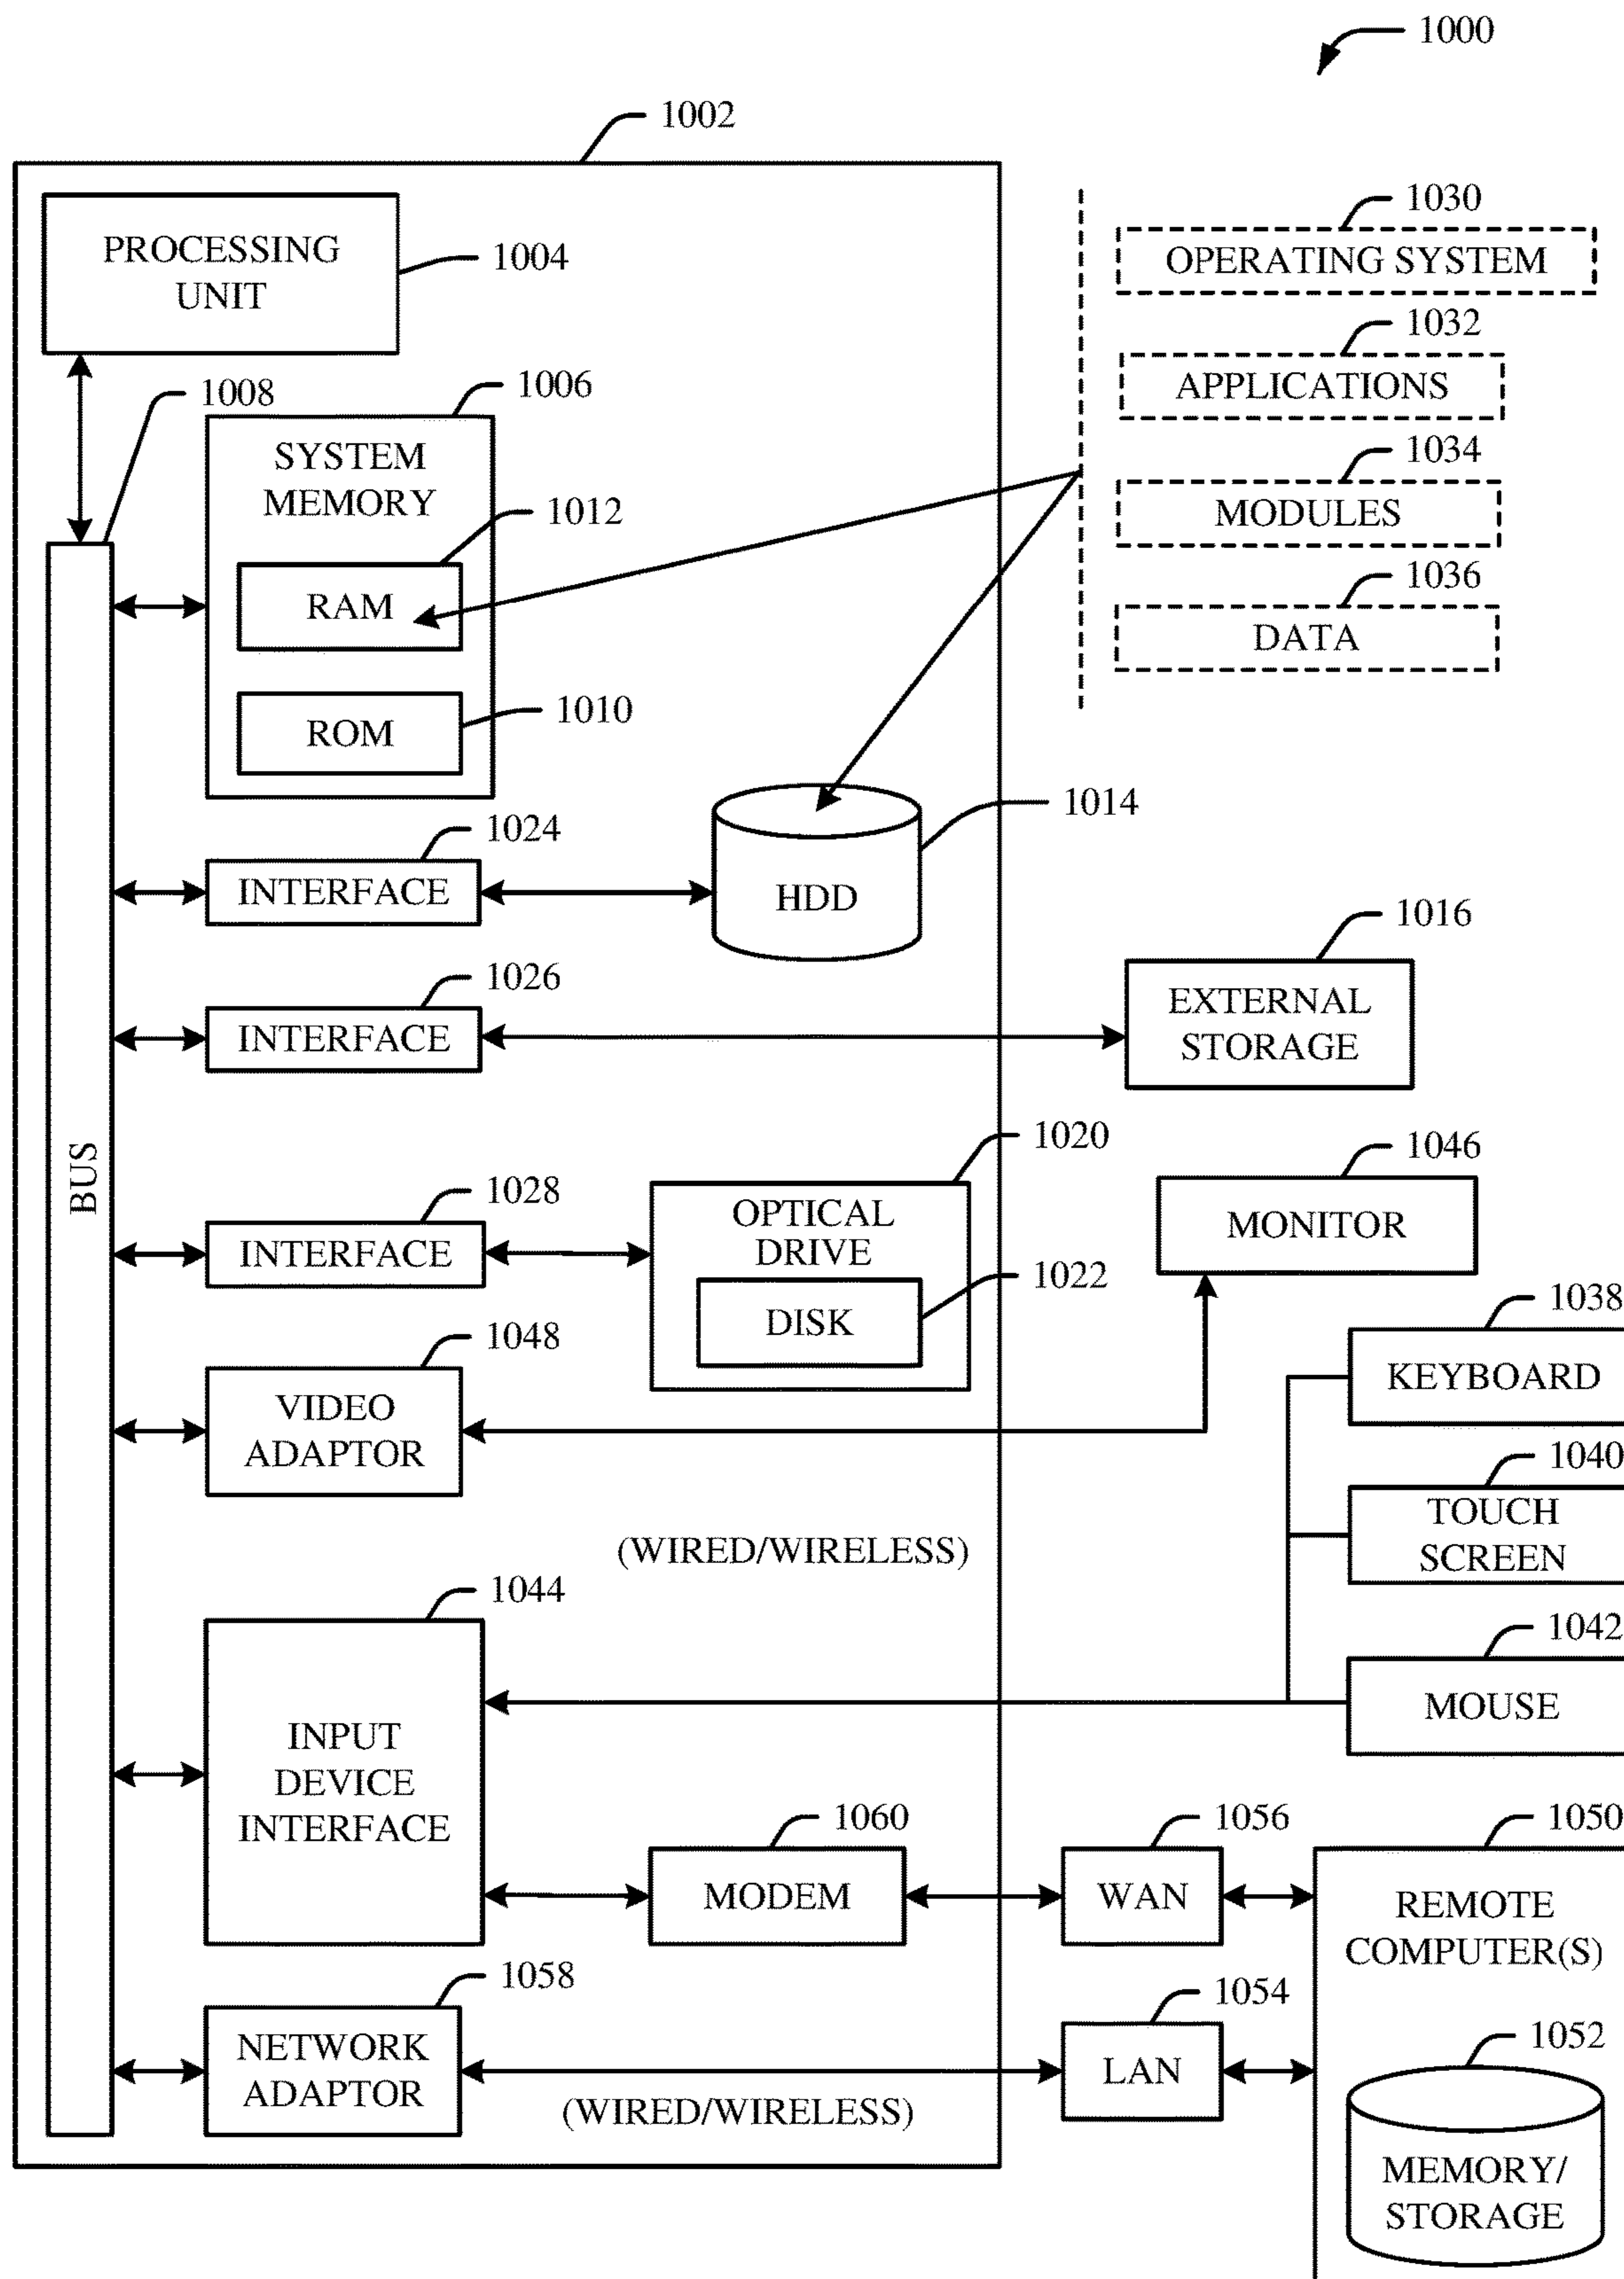 1000
1002
PROCESSING
UNIT
1004
1030
OPERATING SYSTEM
1032
APPLICATIONS
1034
MODULES
1036
DATA
1008
1006
SYSTEM
MEMORY
1012
RAM
1010
ROM
1024
INTERFACE
1014
HDD
1026
INTERFACE
1016
EXTERNAL
STORAGE
BUS
1028
INTERFACE
1020
OPTICAL
DRIVE
1022
DISK
1046
MONITOR
1048
VIDEO
ADAPTOR
1038
KEYBOARD
1040
TOUCH
SCREEN
(WIRED/WIRELESS)
1044
INPUT
DEVICE
INTERFACE
1042
MOUSE
1060
MODEM
1056
WAN
1050
REMOTE
COMPUTER(S)
1058
NETWORK
ADAPTOR
(WIRED/WIRELESS)
1054
LAN
1052
MEMORY/
STORAGE